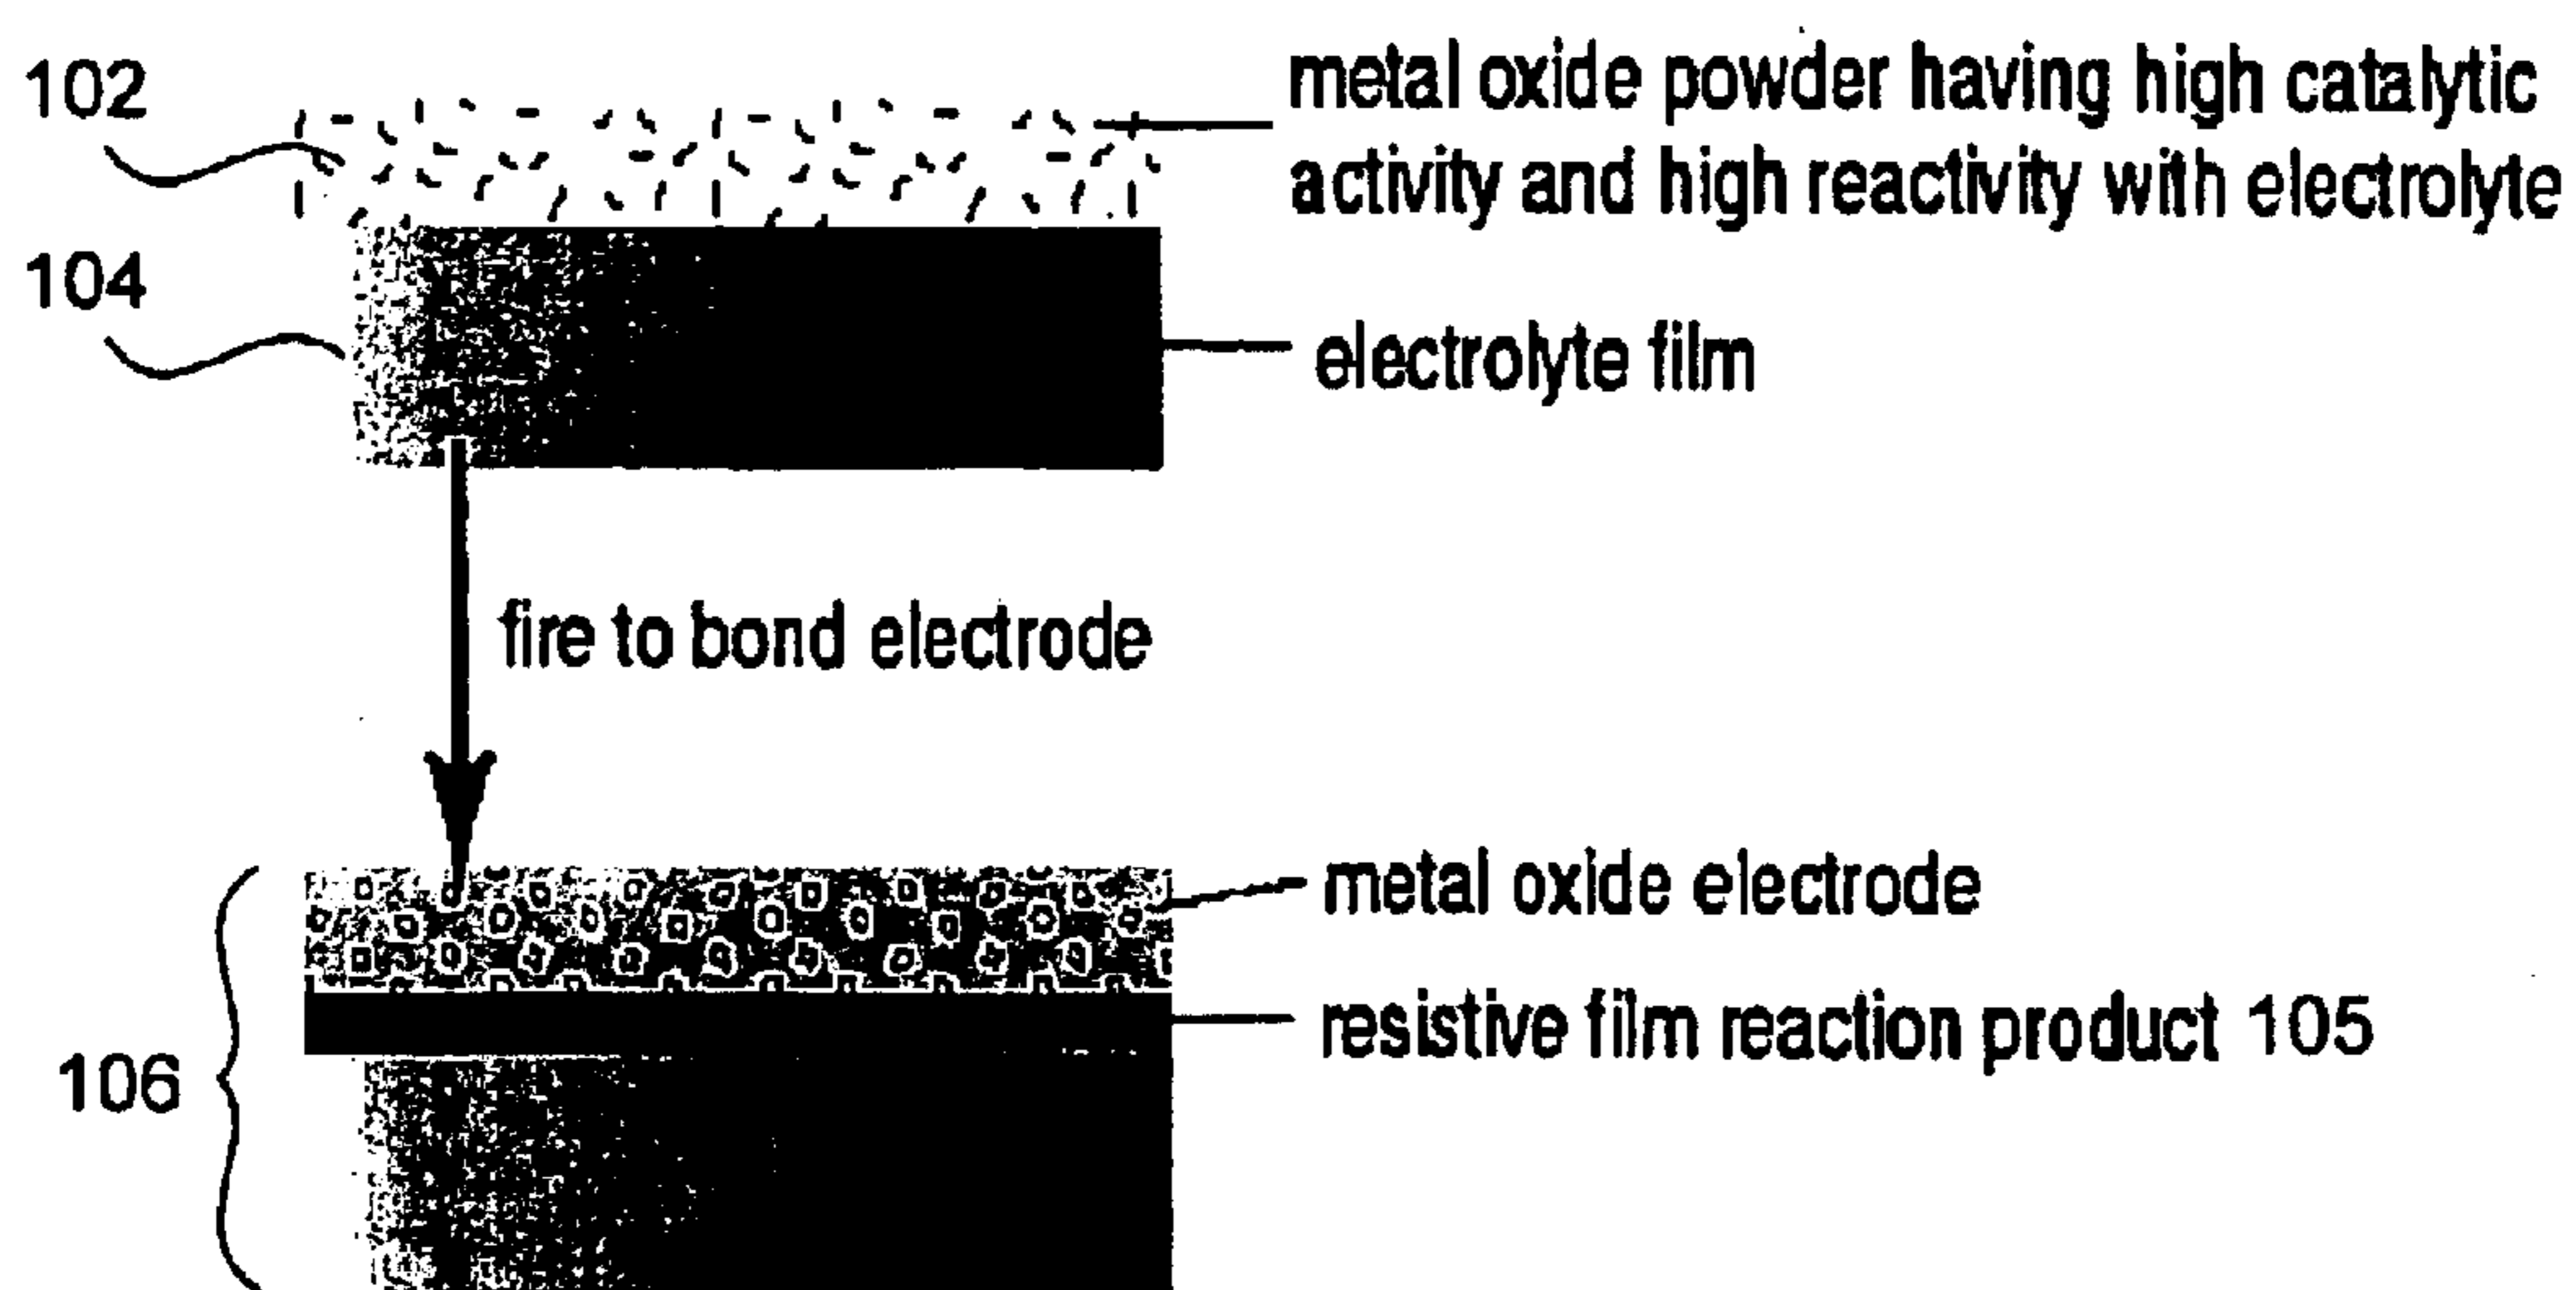 102
metal oxide powder having high catalytic
activity and high reactivity with electrolyte
104
electrolyte film
fire to bond electrode
metal oxide electrode
resistive film reaction product 105
106